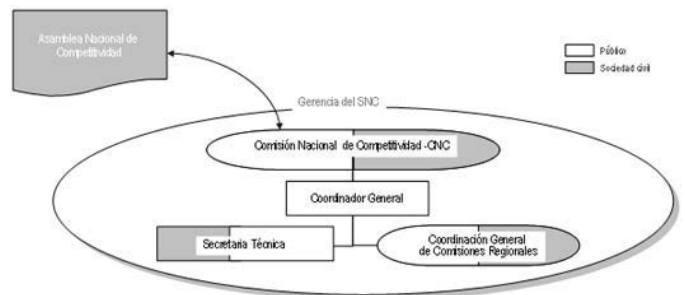 Asamblea Nacional de
Competitividad
Público
Sociedad civil
Gerencia del SNC
Comisión Nacional de Competitividad -CNC
Coordinador General
Secretaria Técnica
Coordinación General
de Comisiones Regionales